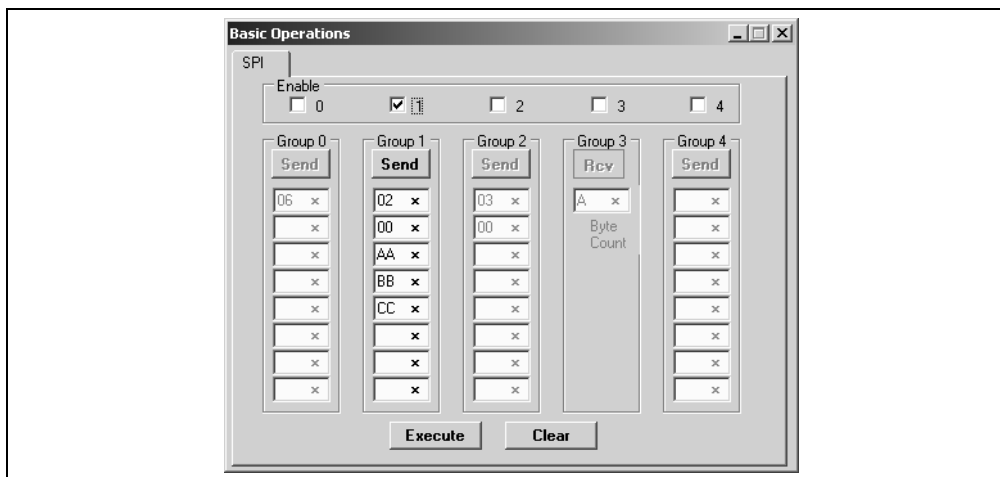 Basic Operations
SPI
Enable
0 1 2 3 4
Group 0 Group 1 Group 2 Group 3 Group 4
Send Send Send Rcv Send
06 x 02 x 03 x A x x
x 00 x 00 x Byte Count x
x AA x x x
x BB x x x
x CC x x x
x x x x
x x x x
x x x x
Execute Clear